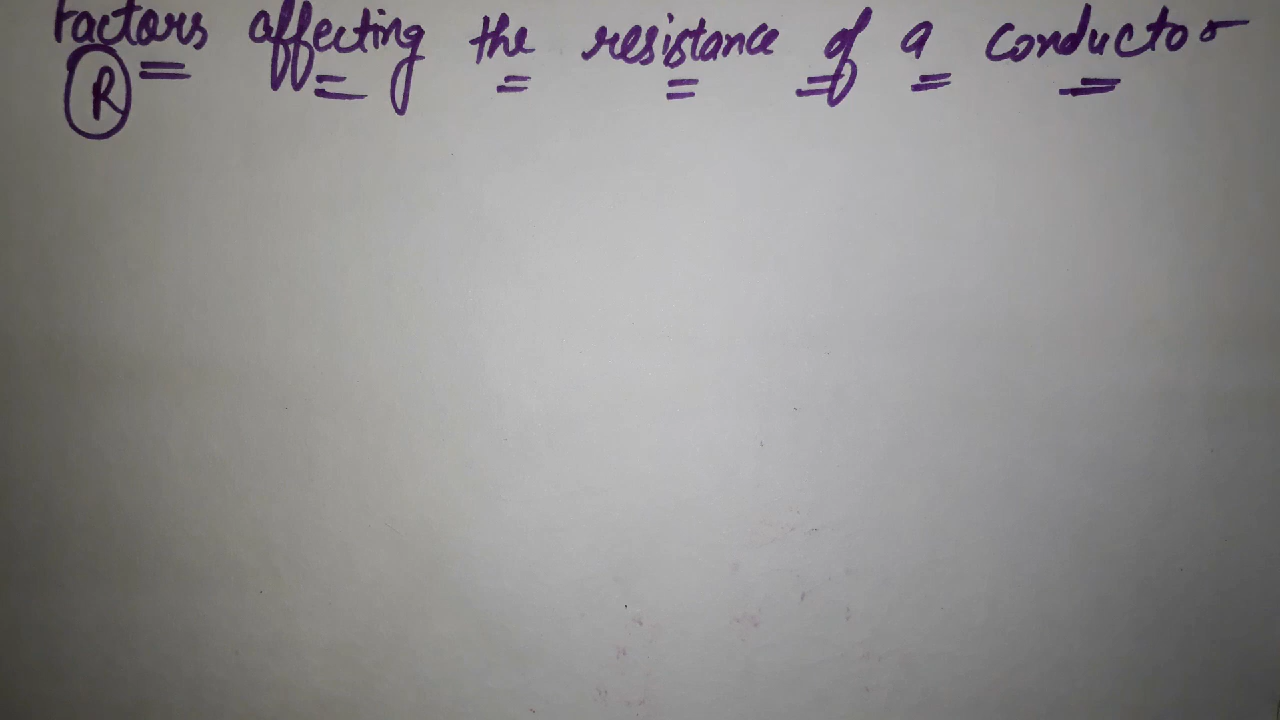 Factors affecting the resistance of a conductor
R